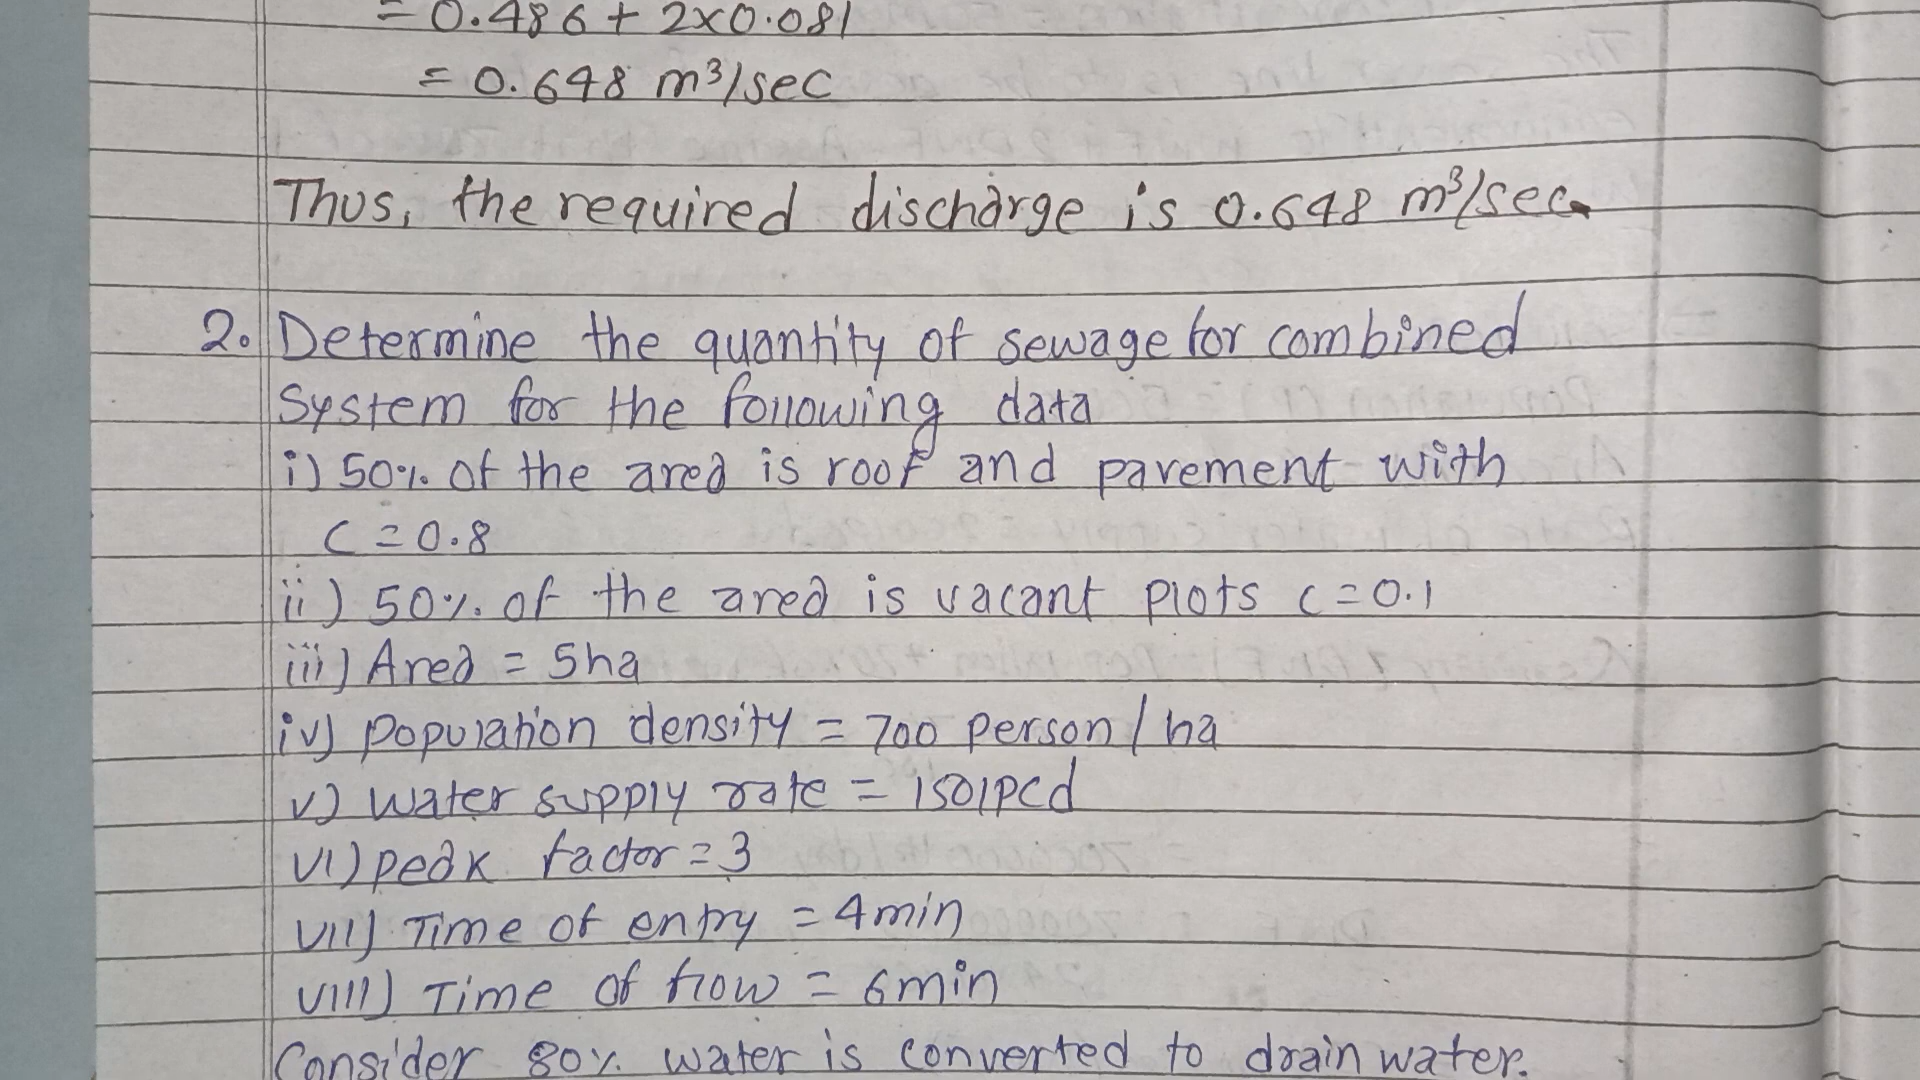 = 0.486 + 2x0.081
= 0.648 m³/sec
Thus, the required discharge is 0.648 m³/sec.
2. Determine the quantity of sewage for combined
System for the following data
i) 50% of the area is roof and pavement with
C = 0.8
ii) 50% of the area is vacant plots C = 0.1
iii) Area = 5ha
iv) Population density = 700 person / ha
v) Water supply rate = 150lpcd
vi) peak factor = 3
vii) Time of entry = 4min
viii) Time of flow = 6min
Consider 80% water is converted to drain water.